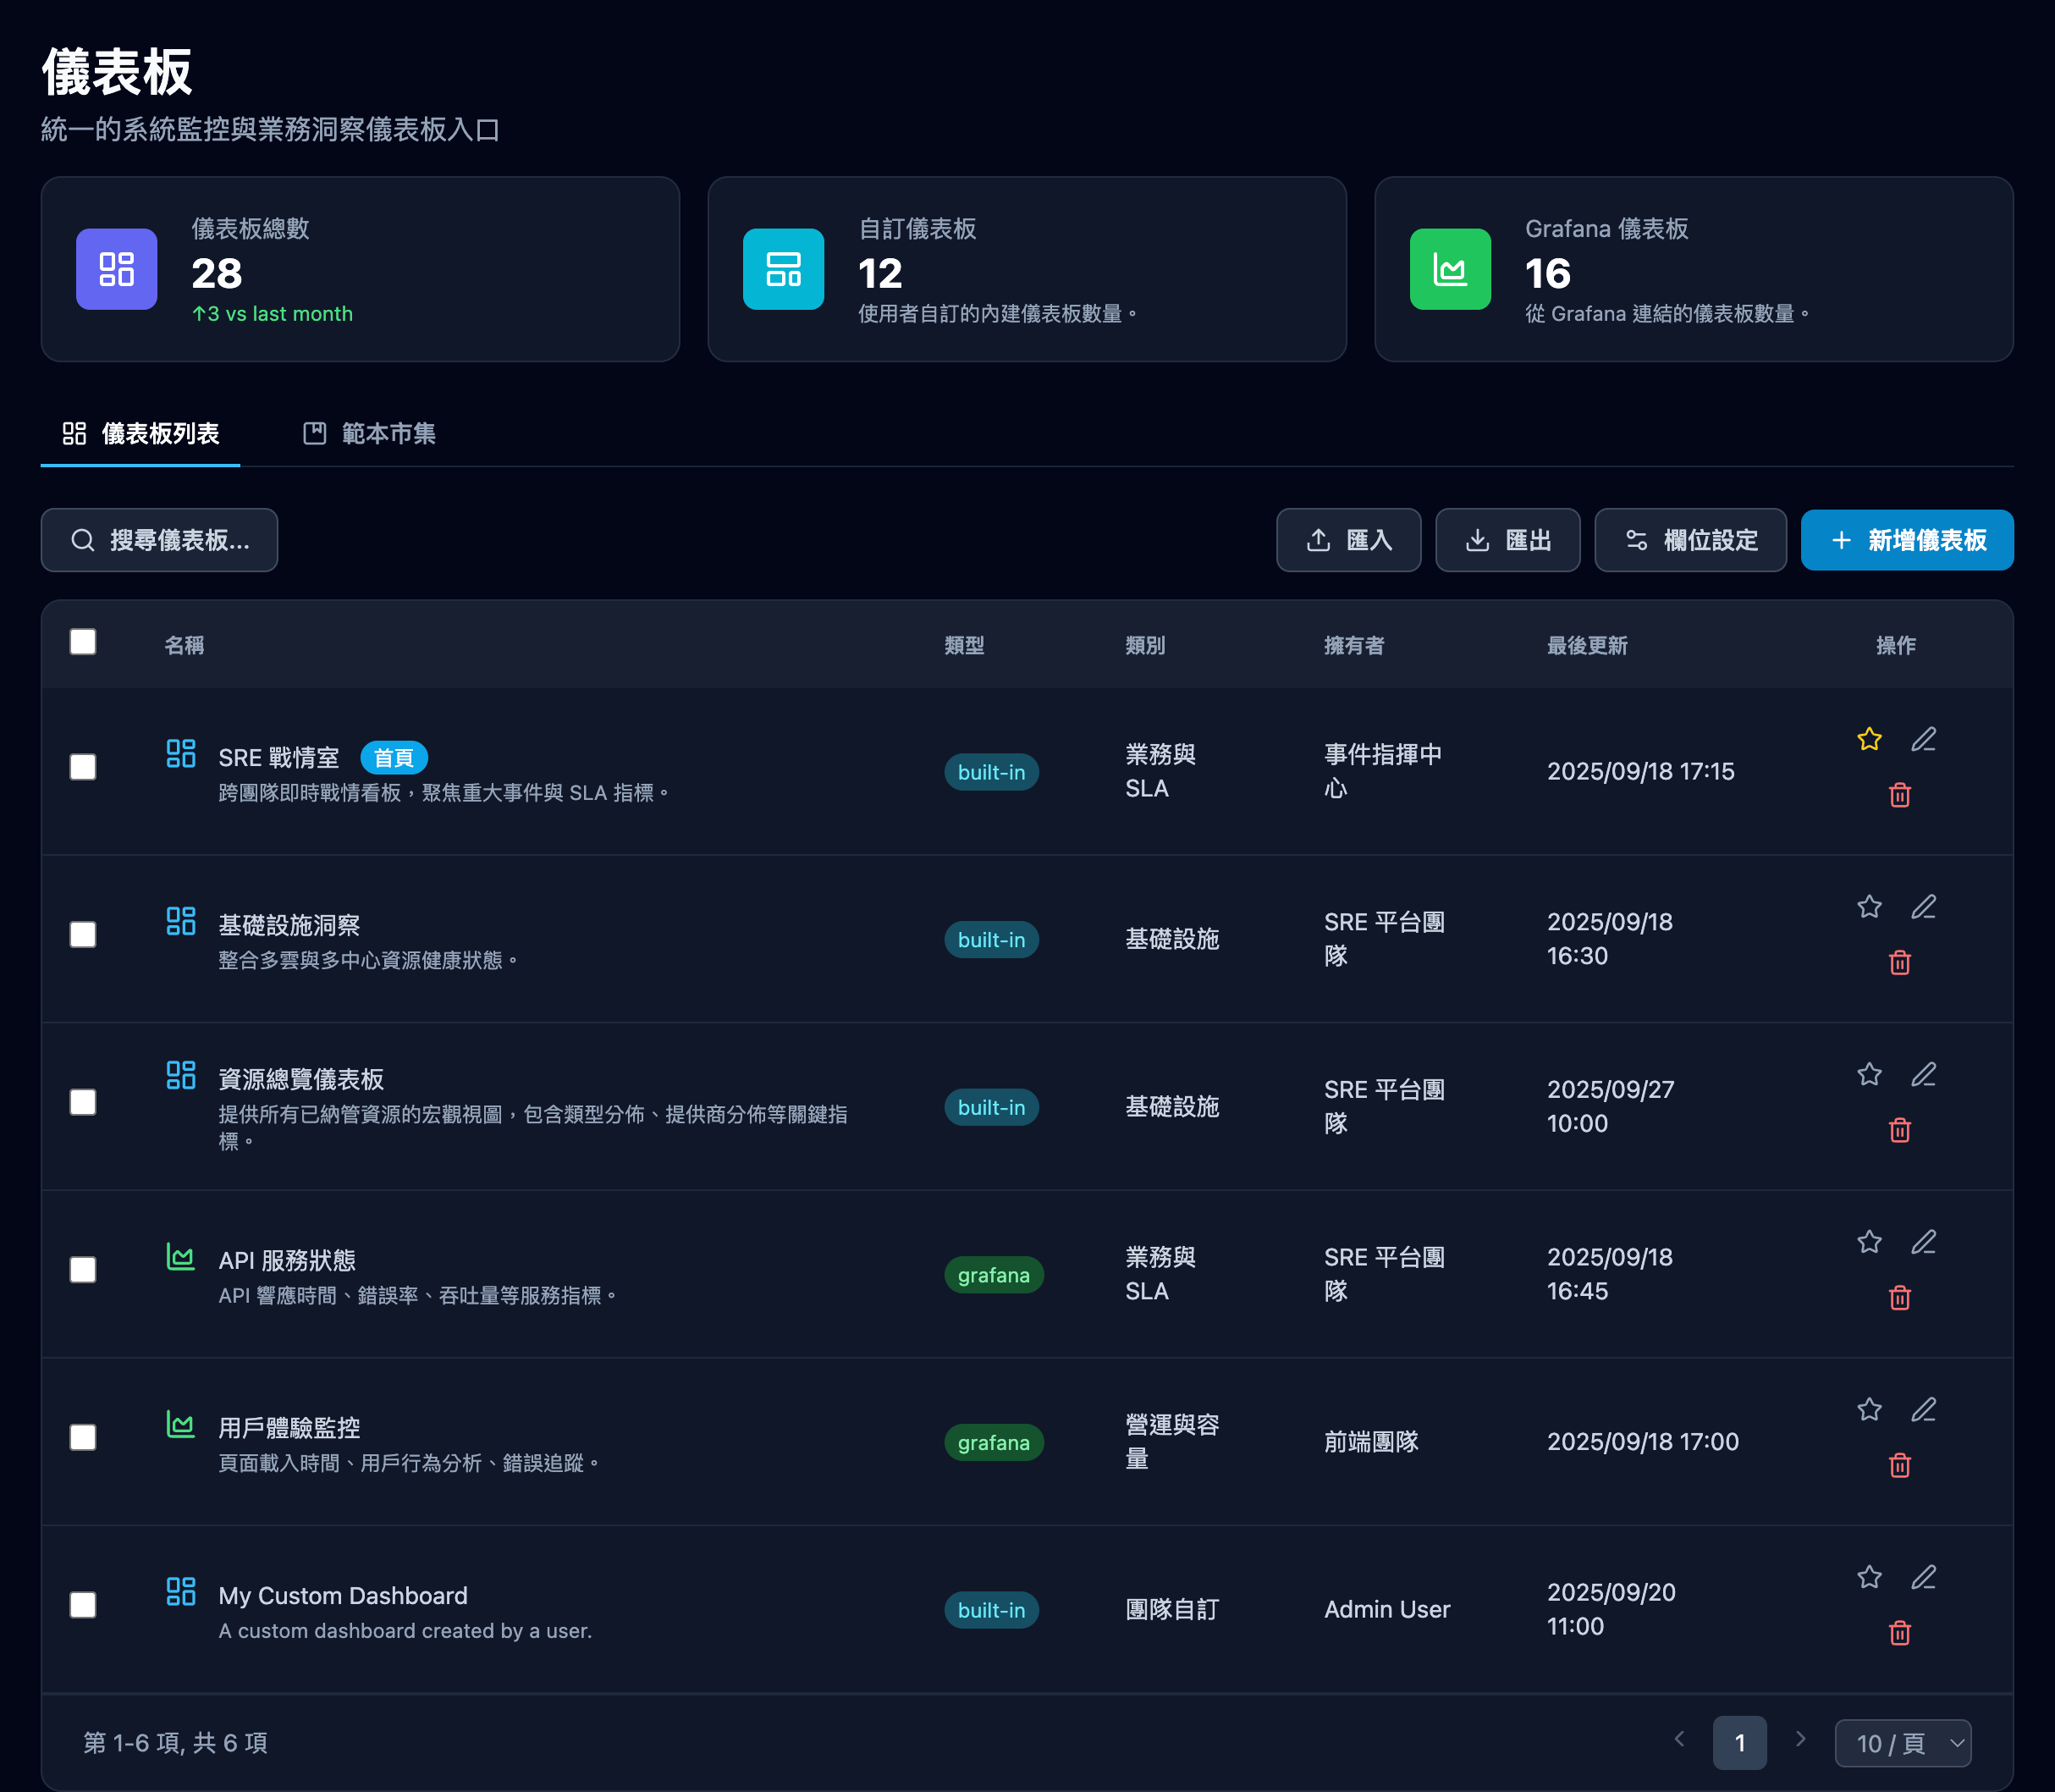 儀表板
統一的系統監控與業務洞察儀表板入口
儀表板總數
28
↑3 vs last month
自訂儀表板
12
使用者自訂的內建儀表板數量。
Grafana 儀表板
16
從 Grafana 連結的儀表板數量。
儀表板列表
範本市集
搜尋儀表板...
匯入
匯出
欄位設定
+ 新增儀表板
名稱
類型
類別
擁有者
最後更新
操作
SRE 戰情室
首頁
跨團隊即時戰情看板，聚焦重大事件與 SLA 指標。
built-in
業務與
SLA
事件指揮中
心
2025/09/18 17:15
基礎設施洞察
整合多雲與多中心資源健康狀態。
built-in
基礎設施
SRE 平台團
隊
2025/09/18
16:30
資源總覽儀表板
提供所有已納管資源的宏觀視圖，包含類型分佈、提供商分佈等關鍵指
標。
built-in
基礎設施
SRE 平台團
隊
2025/09/27
10:00
API 服務狀態
API 響應時間、錯誤率、吞吐量等服務指標。
grafana
業務與
SLA
SRE 平台團
隊
2025/09/18
16:45
用戶體驗監控
頁面載入時間、用戶行為分析、錯誤追蹤。
grafana
營運與容
量
前端團隊
2025/09/18 17:00
My Custom Dashboard
A custom dashboard created by a user.
built-in
團隊自訂
Admin User
2025/09/20
11:00
第 1-6 項, 共 6 項
1
10 / 頁